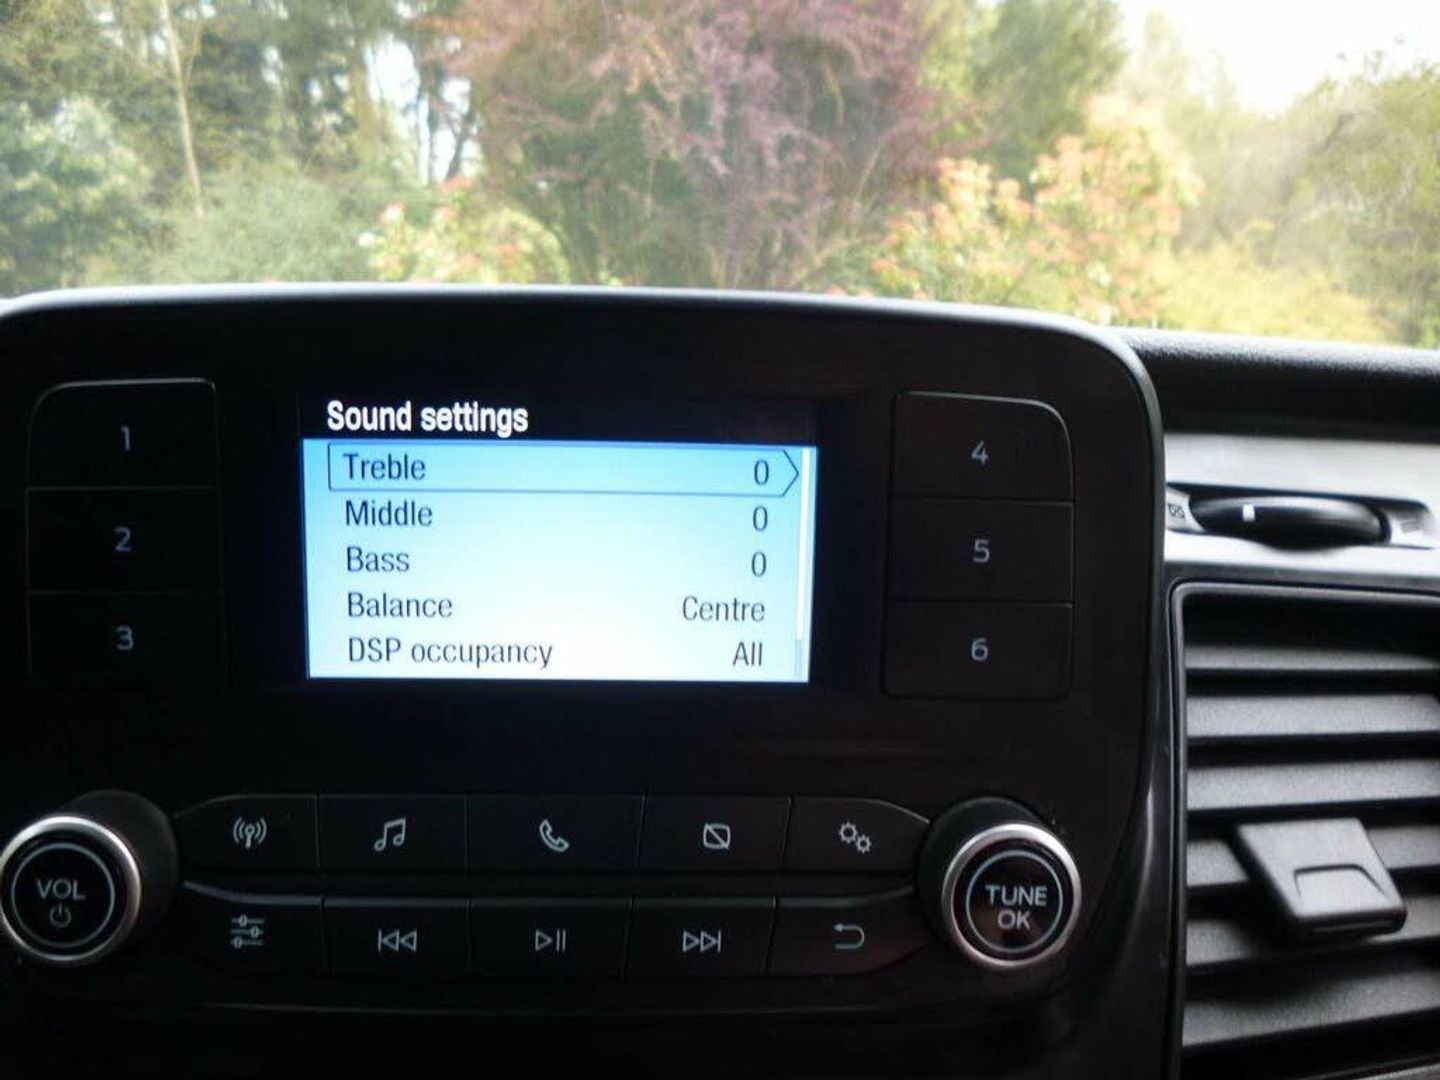 Sound settings
Treble 0
Middle 0
Bass 0
Balance Centre
DSP occupancy All
1
2
3
4
5
6
VOL
TUNE
OK